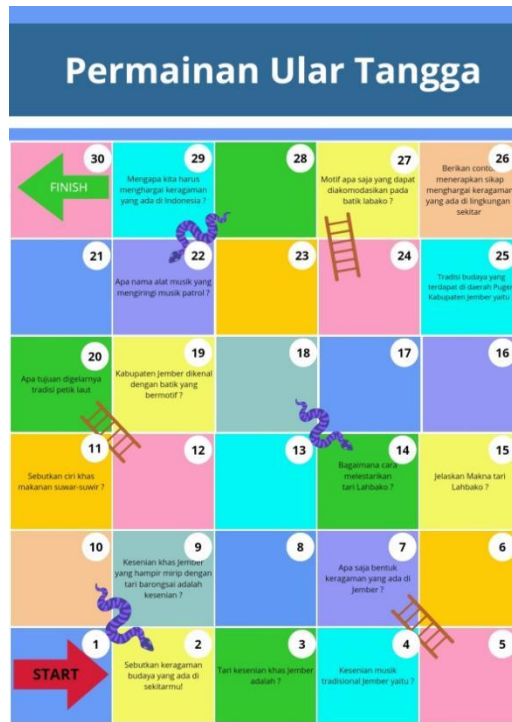 Permainan Ular Tangga
30
FINISH
29
Mengapa kita harus
menghargai keragaman
yang ada di Indonesia ?
28
27
Motif apa saja yang dapat
diakomodasikan pada
batik labako ?
26
Berikan
menerapkan sikap
menghargai keragaman
yang ada di lingkungan
sekitar
21
22
Apa nama alat musik yang
mengiringi musik patrol ?
23
24
25
Tradisi budaya yang
terdapat di daerah Puger
Kabupaten Jember yaitu
20
Apa tujuan digelarnya
tradisi petik laut
19
Kabupaten Jember dikenal
dengan batik yang
bermotif ?
18
17
16
11
Sebutkan ciri khas
makanan suwar-suwir ?
12
13
14
Bagaimana cara
melestarikan
tari Lahbako ?
15
Jelaskan Makna tari
Lahbako ?
10
9
Kesenian khas Jember
yang hampir mirip dengan
tari barongsai adalah
kesenian ?
8
7
Apa saja bentuk
keragaman yang ada di
Jember ?
6
1
START
2
Sebutkan keragaman
budaya yang ada di
sekitarmu!
3
Tari kesenian khas Jember
adalah ?
4
Kesenian musik
tradisional Jember yaitu ?
5